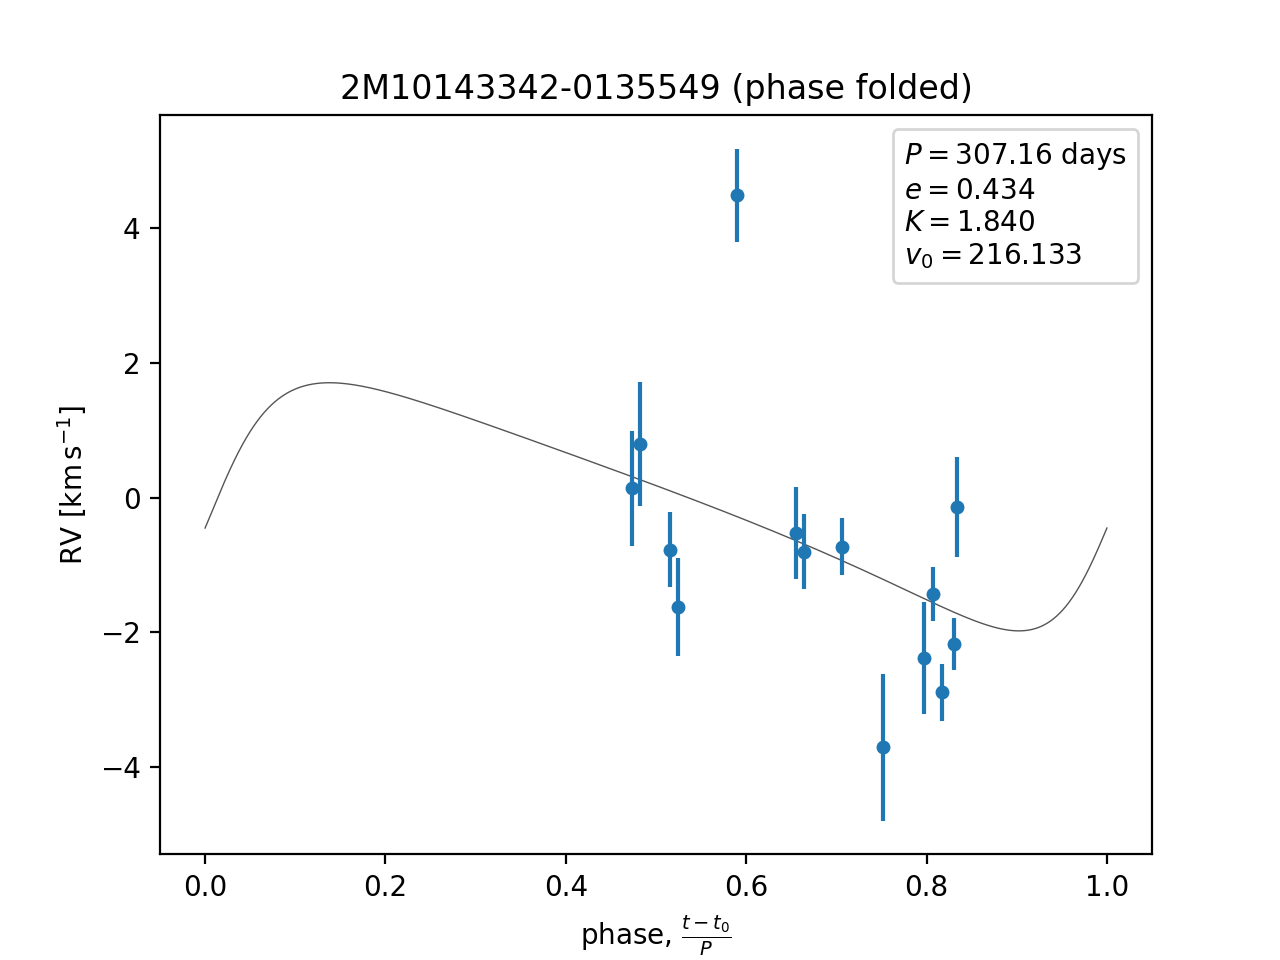 2M10143342-0135549 (phase folded)
P = 307.16 days
e = 0.434
K = 1.840
v₀ = 216.133
RV [km s⁻¹]
4
2
0
−2
−4
0.0 0.2 0.4 0.6 0.8 1.0
phase, (t − t₀)/P